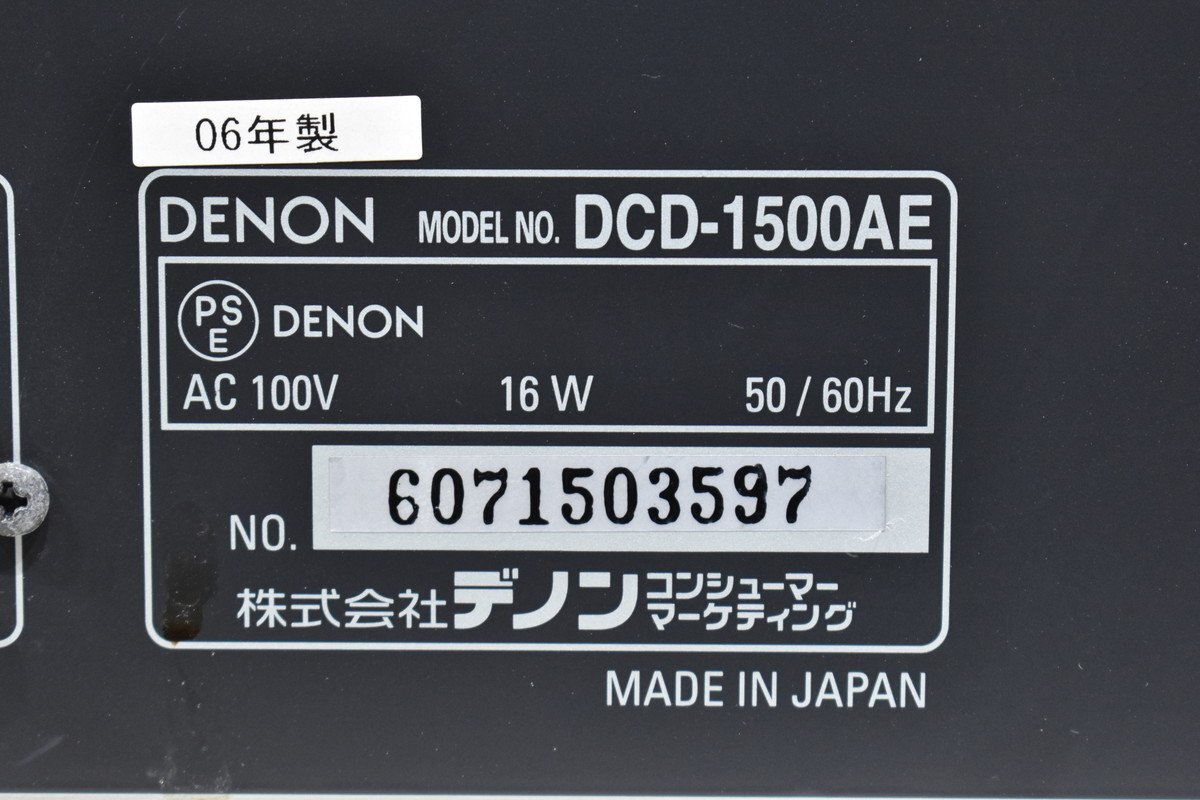 06年製
DENON MODEL NO. DCD-1500AE
PSE DENON
AC 100V 16 W 50 / 60Hz
NO. 6071503597
株式会社デノン コンシューマー
マーケティング
MADE IN JAPAN